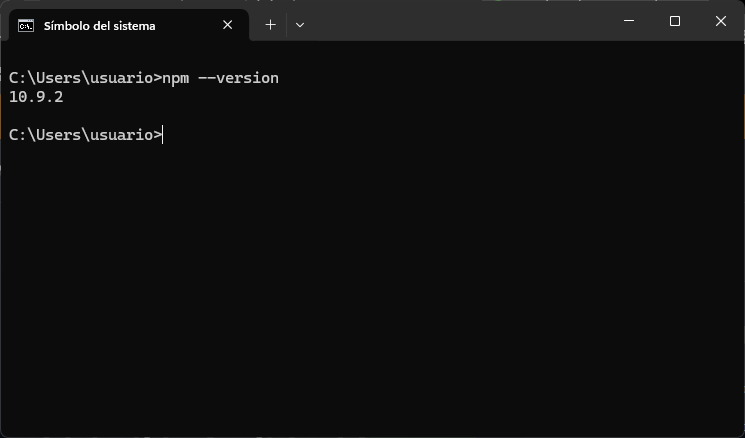 Símbolo del sistema
C:\Users\usuario>npm --version
10.9.2
C:\Users\usuario>